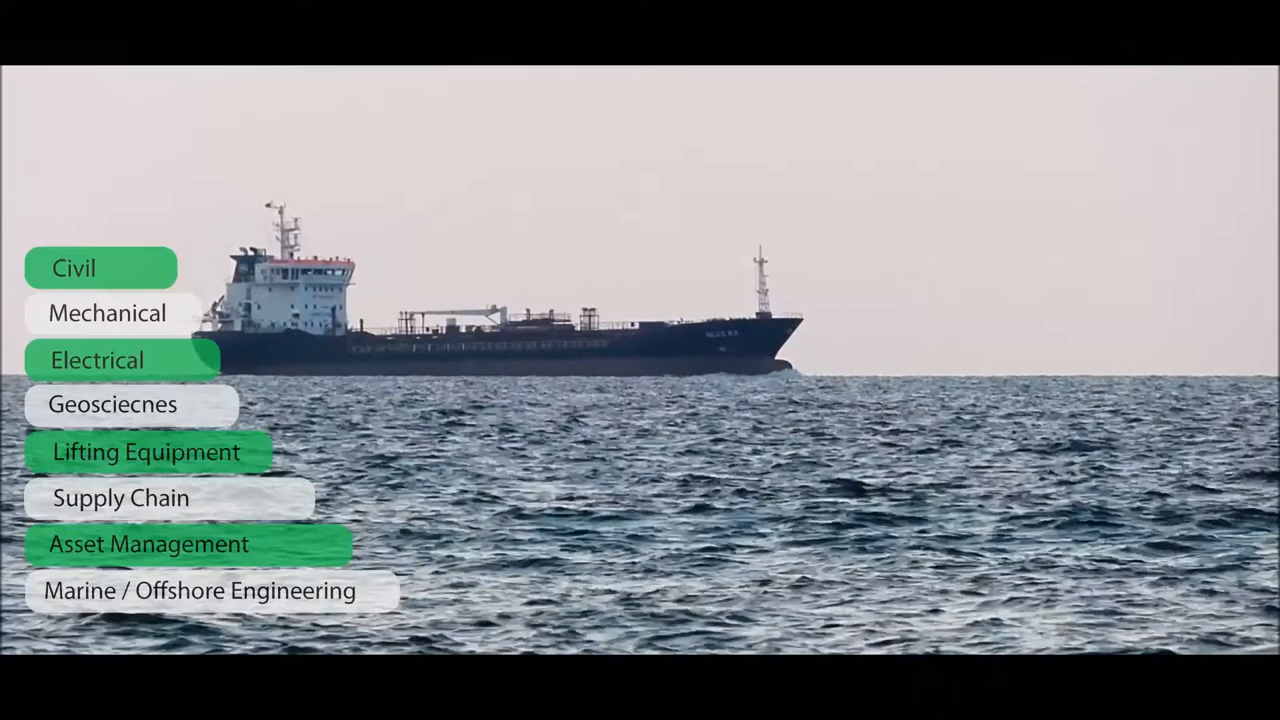 Civil
Mechanical
Electrical
Geosciecnes
Lifting Equipment
Supply Chain
Asset Management
Marine / Offshore Engineering